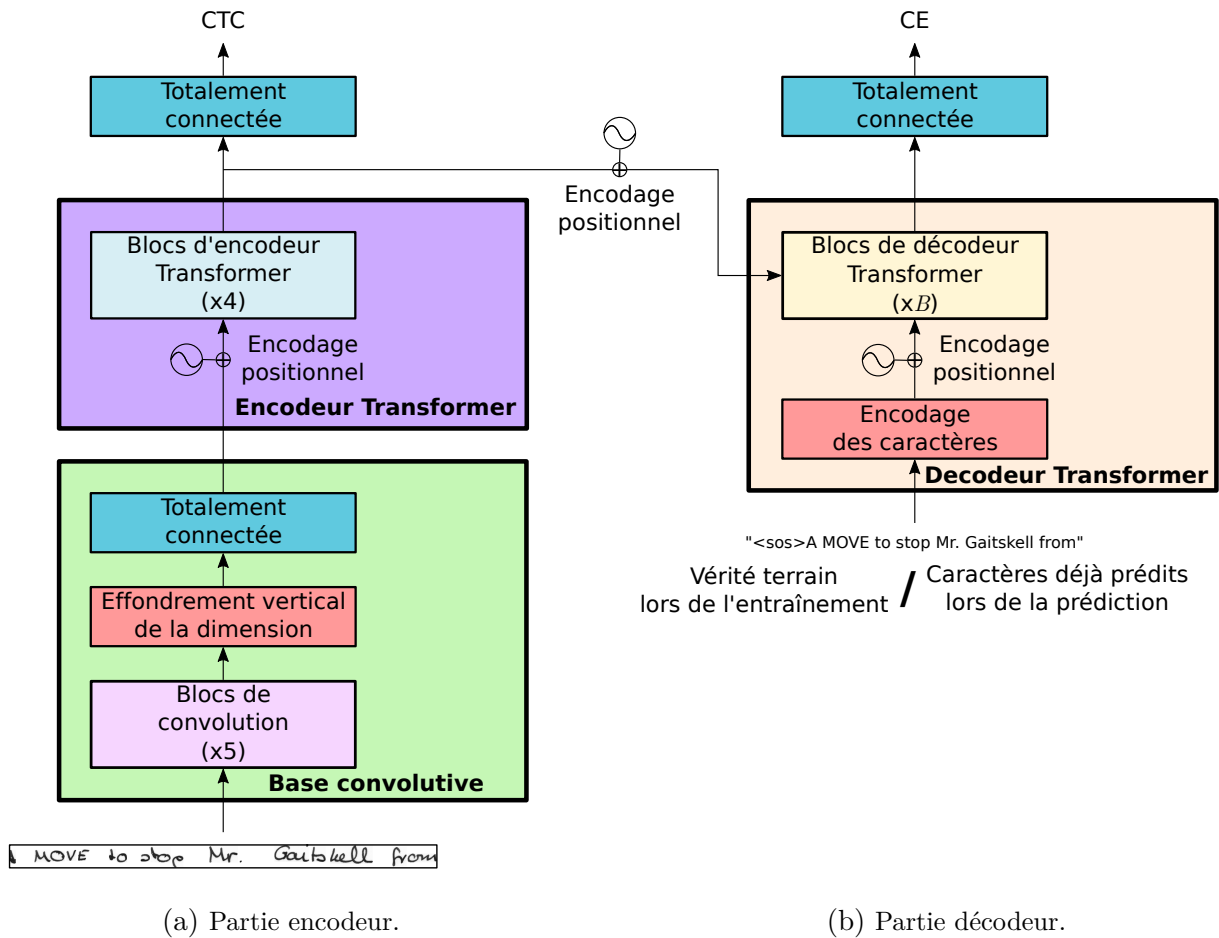 CTC
Totalement
connectée
Blocs d'encodeur
Transformer
(x4)
Encodage
positionnel
Encodeur Transformer
Totalement
connectée
Effondrement vertical
de la dimension
Blocs de
convolution
(x5)
Base convolutive
A MOVE to stop Mr. Gaitskell from
(a) Partie encodeur.
Encodage
positionnel
CE
Totalement
connectée
Blocs de décodeur
Transformer
(xB)
Encodage
positionnel
Encodage
des caractères
Decodeur Transformer
"<sos>A MOVE to stop Mr. Gaitskell from"
Vérité terrain
lors de l'entraînement
/
Caractères déjà prédits
lors de la prédiction
(b) Partie décodeur.